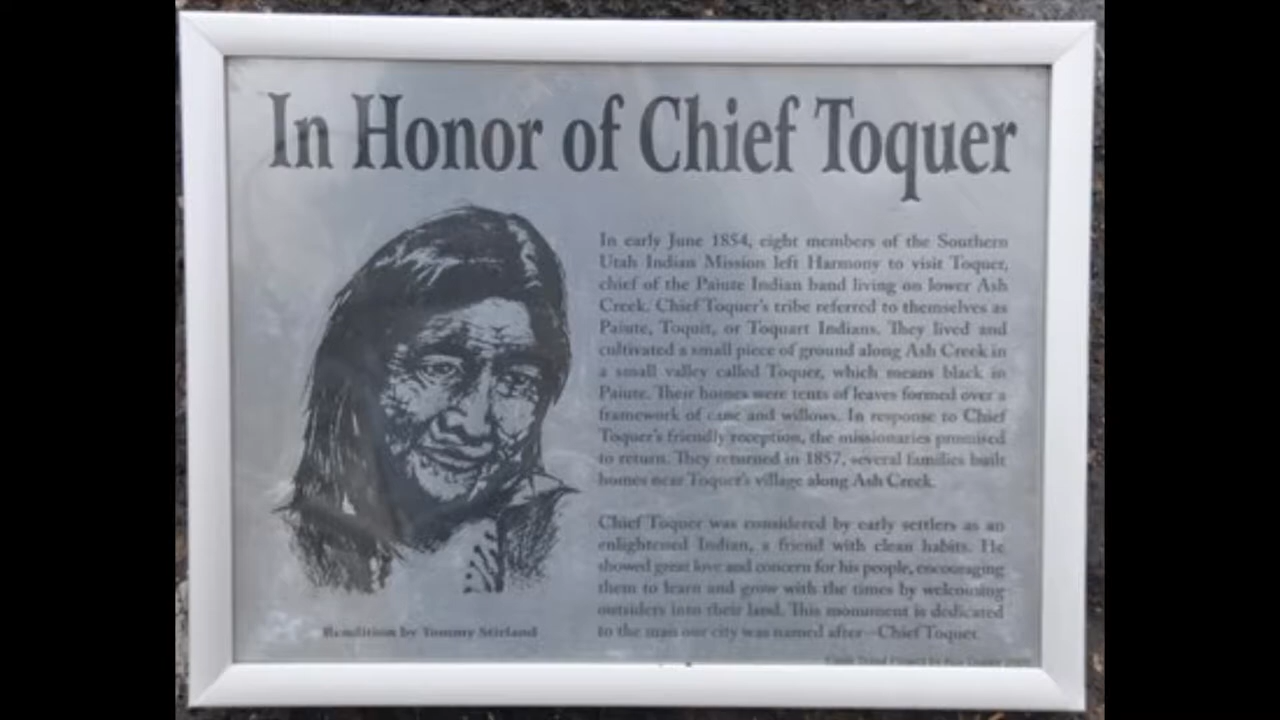 In Honor of Chief Toquer
In early June 1854, eight members of the Southern
Utah Indian Mission left Harmony to visit Toquer,
chief of the Paiute Indian band living on lower Ash
Creek. Chief Toquer's tribe referred to themselves as
Paiute, Toquit, or Toquart Indians. They lived and
cultivated a small piece of ground along Ash Creek in
a small valley called Toquer, which means black in
Paiute. Their homes were tents of leaves formed over a
framework of cane and willows. In response to Chief
Toquer's friendly reception, the missionaries promised
to return. They returned in 1857, several families built
homes near Toquer's village along Ash Creek.
Chief Toquer was considered by early settlers as an
enlightened Indian, a friend with clean habits. He
showed great love and concern for his people, encouraging
them to learn and grow with the times by welcoming
outsiders into their land. This monument is dedicated
to the man our city was named after—Chief Toquer.
Rendition by Tommy Stirland